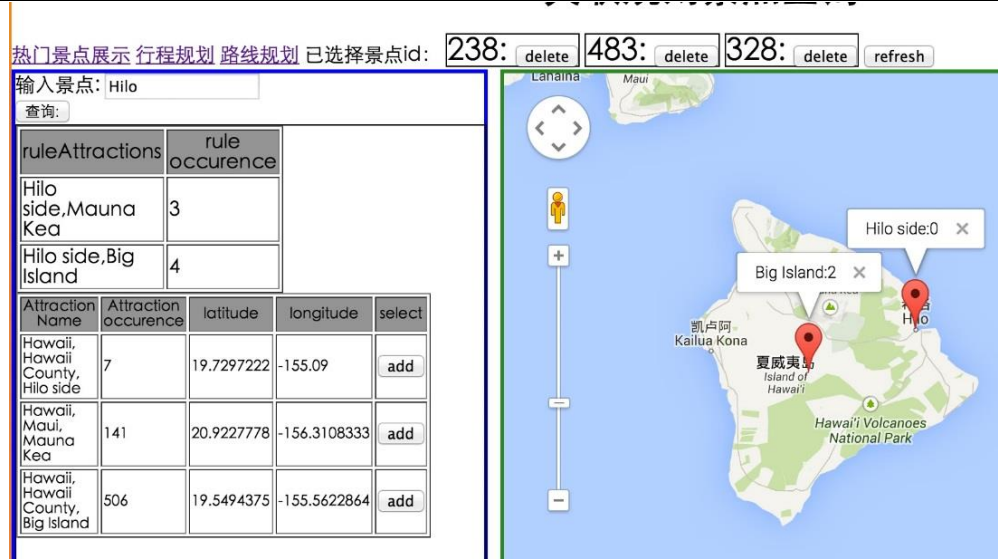 热门景点展示 行程规划 路线规划 已选择景点id: 238: delete 483: delete 328: delete refresh
输入景点: Hilo
查询:
ruleAttractions rule occurence
Hilo side,Mauna Kea 3
Hilo side,Big Island 4
Attraction Name Attraction occurence latitude longitude select
Hawaii, Hawaii County, Hilo side 7 19.7297222 -155.09 add
Hawaii, Maui, Mauna Kea 141 20.9227778 -156.3108333 add
Hawaii, Hawaii County, Big Island 506 19.5494375 -155.5622864 add
Lahaina
Maui
Hilo side:0
Big Island:2
凯卢阿
Kailua Kona
Hilo
夏威夷岛
Island of
Hawai'i
Hawai'i Volcanoes
National Park